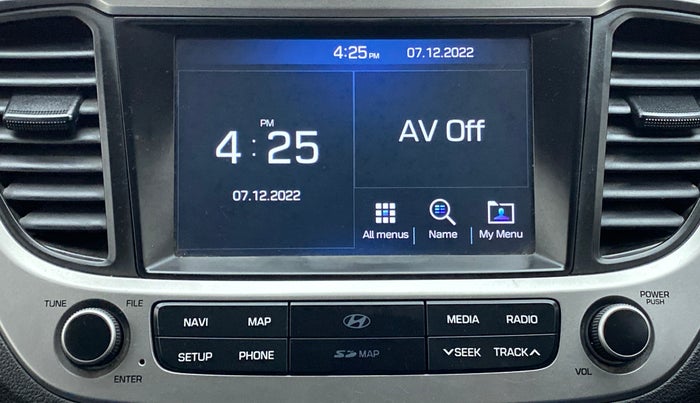 4:25 PM 07.12.2022
PM
4:25
07.12.2022
AV Off
All menus Name My Menu
TUNE FILE
ENTER
NAVI MAP
SETUP PHONE
SD MAP
MEDIA RADIO
SEEK TRACK
POWER
PUSH
VOL